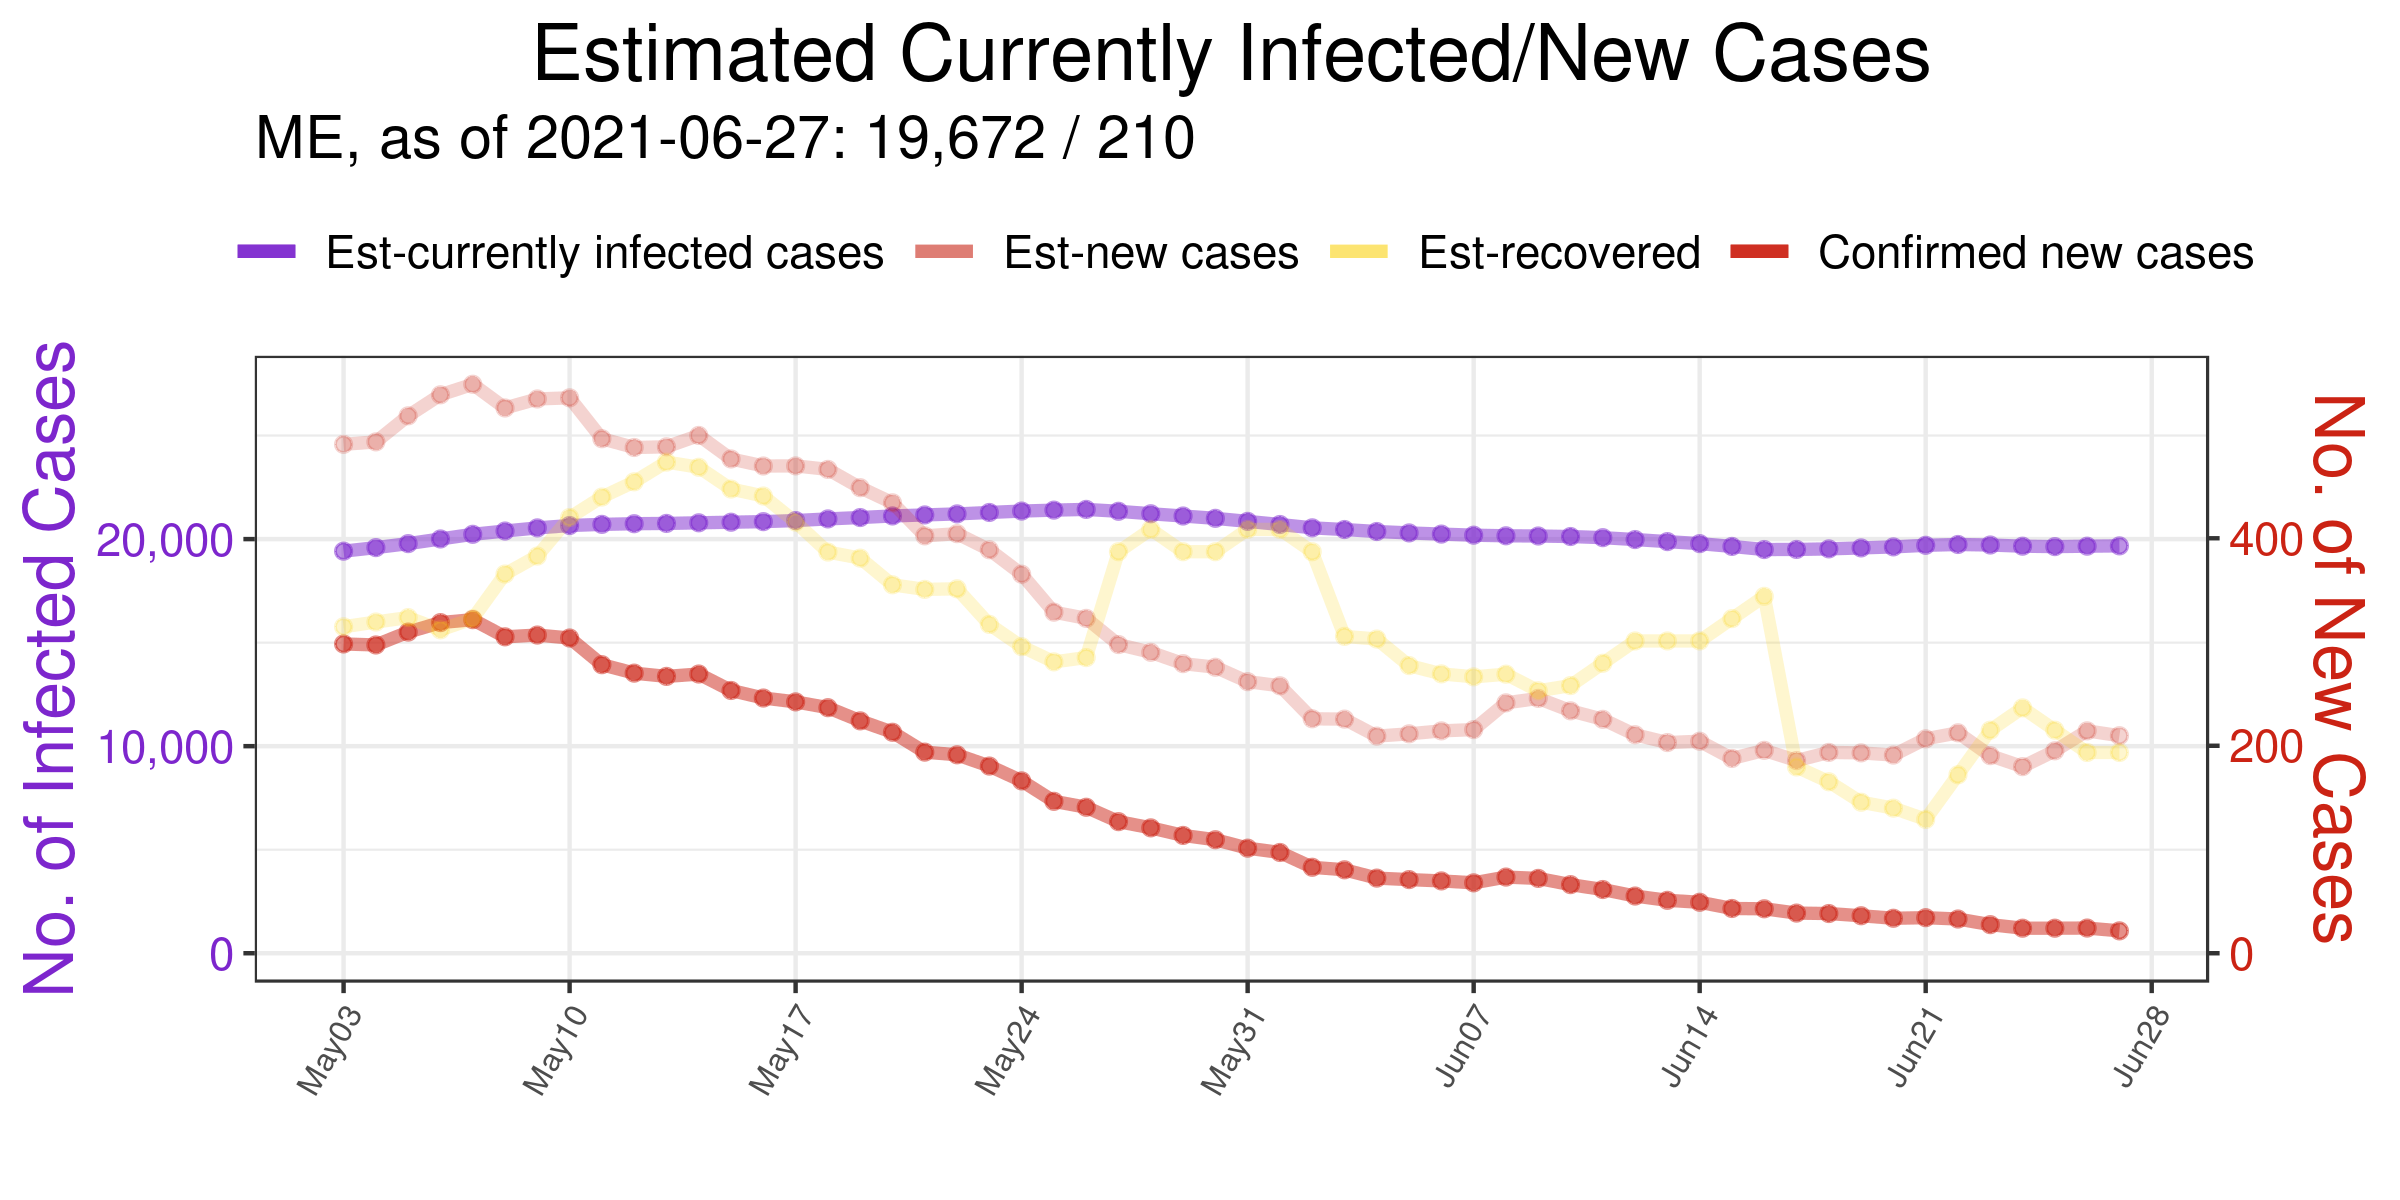 Estimated Currently Infected/New Cases
ME, as of 2021-06-27: 19,672 / 210
Est-currently infected cases Est-new cases Est-recovered Confirmed new cases
No. of Infected Cases
20,000
10,000
0
400
200
0
No. of New Cases
May03 May10 May17 May24 May31 Jun07 Jun14 Jun21 Jun28